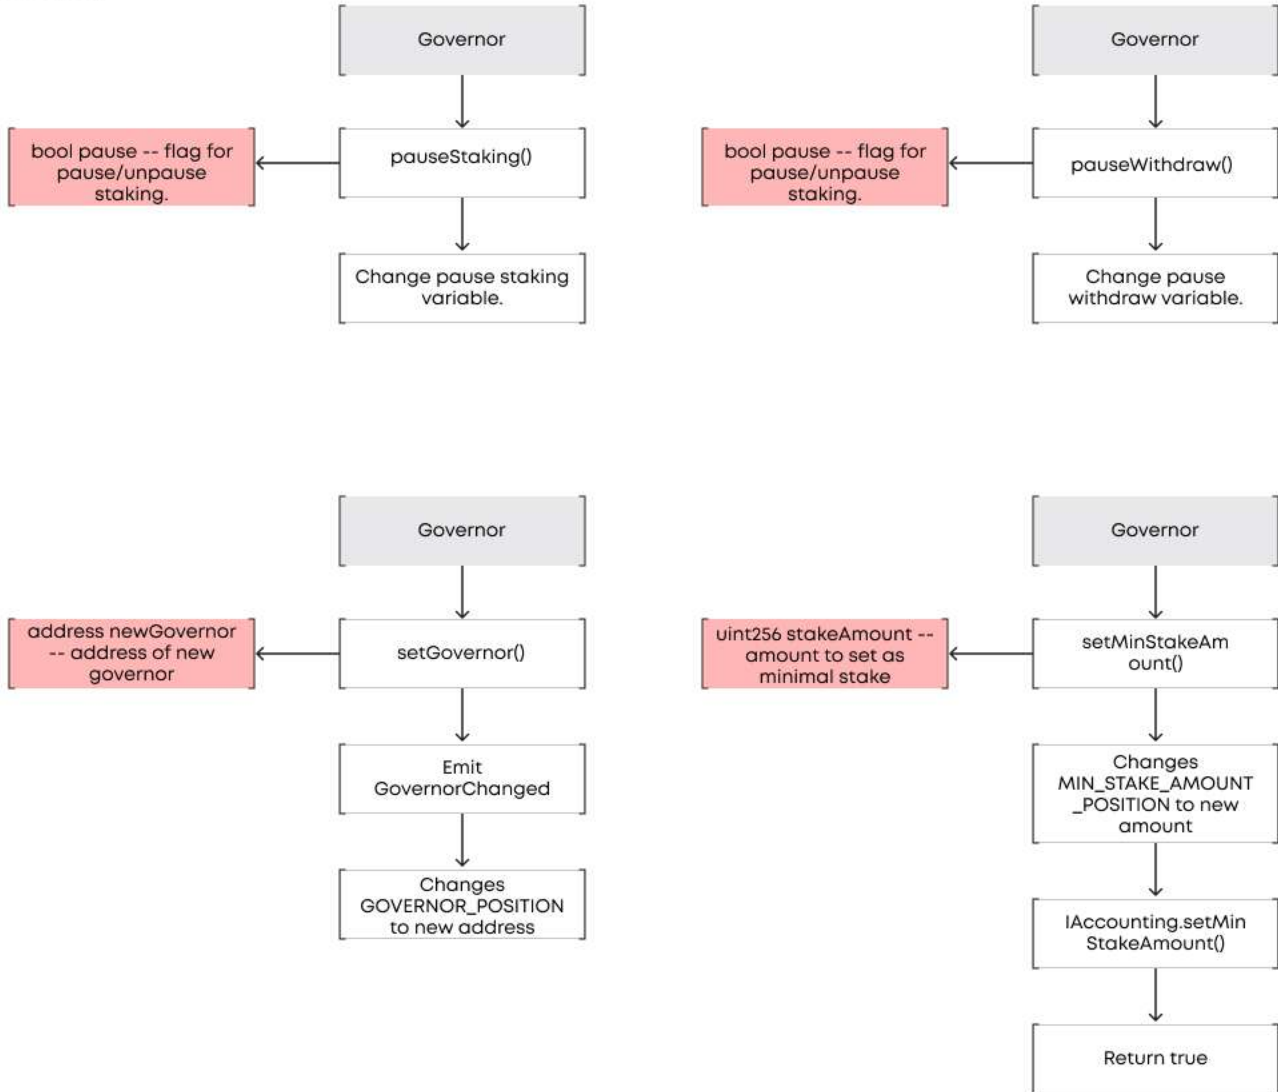 Governor
bool pause -- flag for
pause/unpause
staking.
pauseStaking()
Change pause staking
variable.
Governor
bool pause -- flag for
pause/unpause
staking.
pauseWithdraw()
Change pause
withdraw variable.
Governor
address newGovernor
-- address of new
governor
setGovernor()
Emit
GovernorChanged
Changes
GOVERNOR_POSITION
to new address
Governor
uint256 stakeAmount --
amount to set as
minimal stake
setMinStakeAm
ount()
Changes
MIN_STAKE_AMOUNT
_POSITION to new
amount
IAccounting.setMin
StakeAmount()
Return true